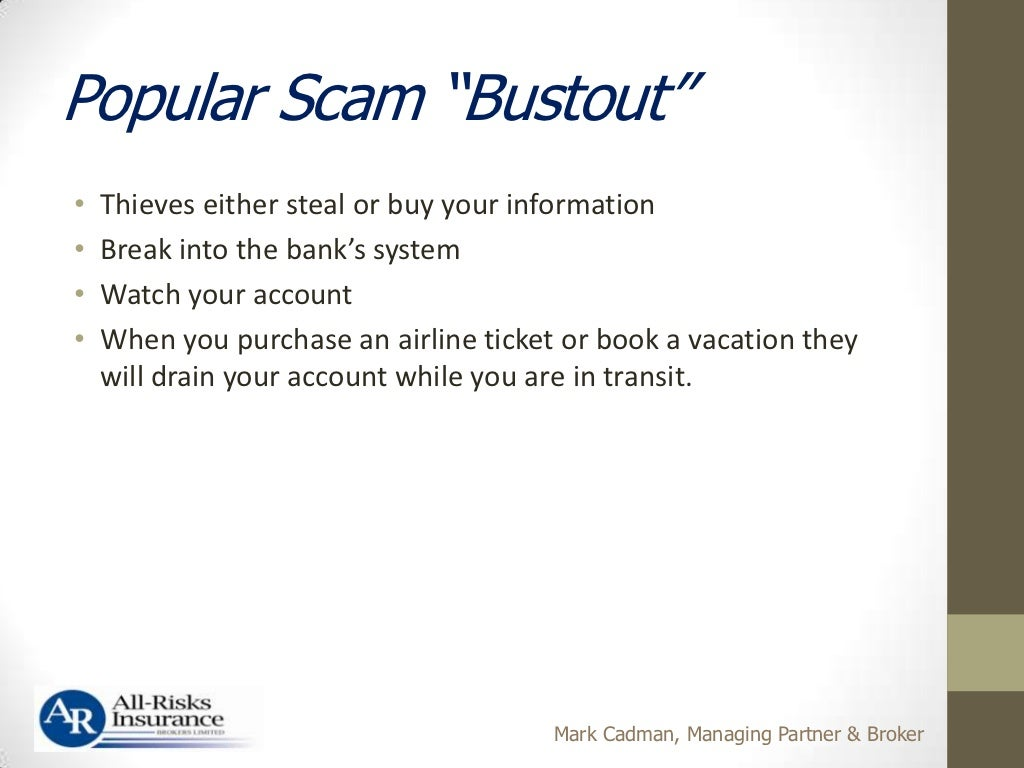 Popular Scam “Bustout”
• Thieves either steal or buy your information
• Break into the bank’s system
• Watch your account
• When you purchase an airline ticket or book a vacation they
will drain your account while you are in transit.
AR
All-Risks
Insurance
BROKERS LIMITED
Mark Cadman, Managing Partner & Broker